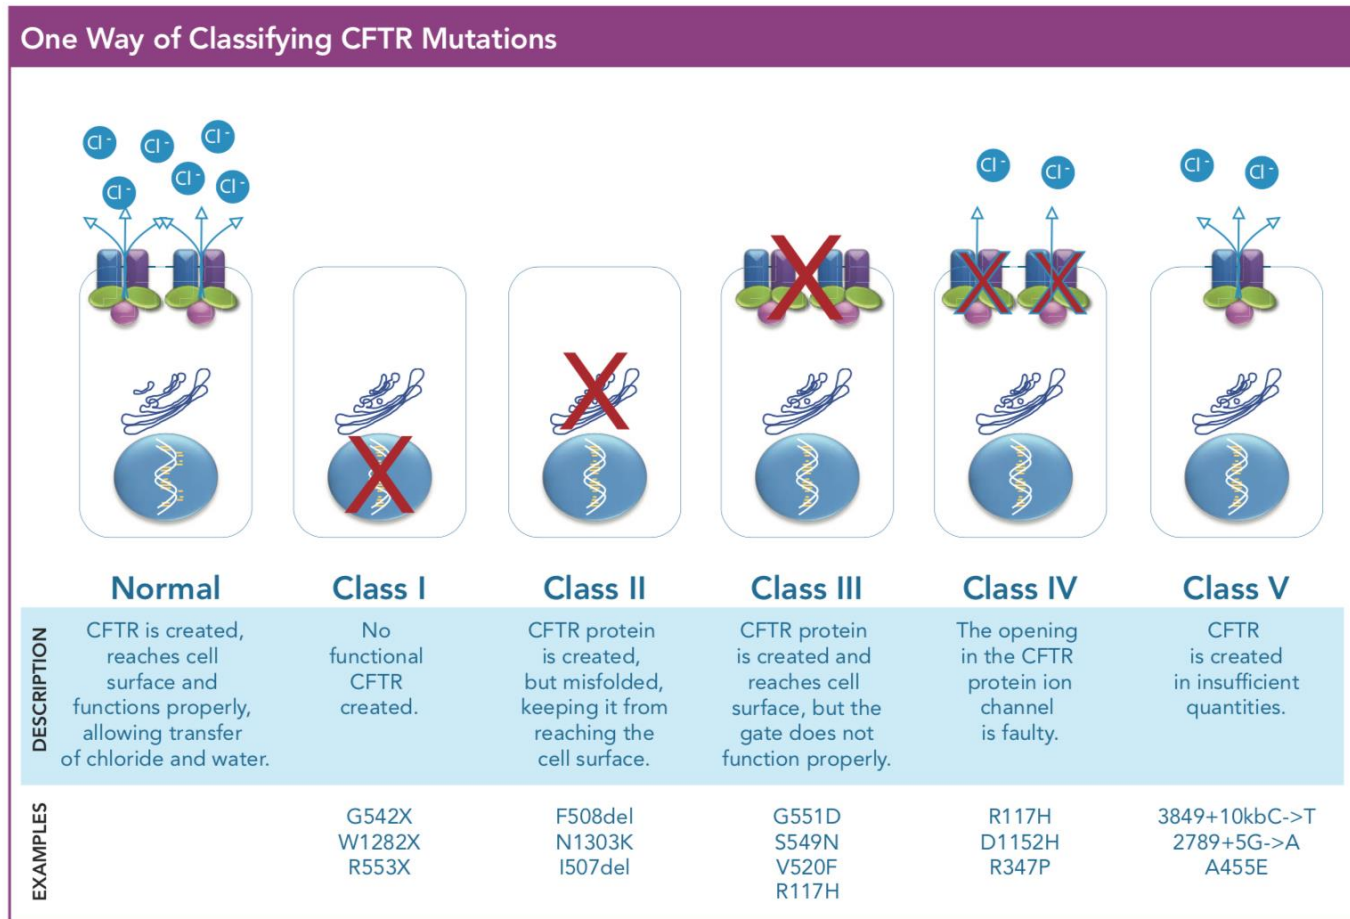 One Way of Classifying CFTR Mutations
Cl -
Cl -
Cl -
Cl -
Cl -
Cl -
Cl -
Cl -
Cl -
Cl -
Normal
Class I
Class II
Class III
Class IV
Class V
DESCRIPTION
CFTR is created,
reaches cell
surface and
functions properly,
allowing transfer
of chloride and water.
No
functional
CFTR
created.
CFTR protein
is created,
but misfolded,
keeping it from
reaching the
cell surface.
CFTR protein
is created and
reaches cell
surface, but the
gate does not
function properly.
The opening
in the CFTR
protein ion
channel
is faulty.
CFTR
is created
in insufficient
quantities.
EXAMPLES
G542X
W1282X
R553X
F508del
N1303K
I507del
G551D
S549N
V520F
R117H
R117H
D1152H
R347P
3849+10kbC->T
2789+5G->A
A455E